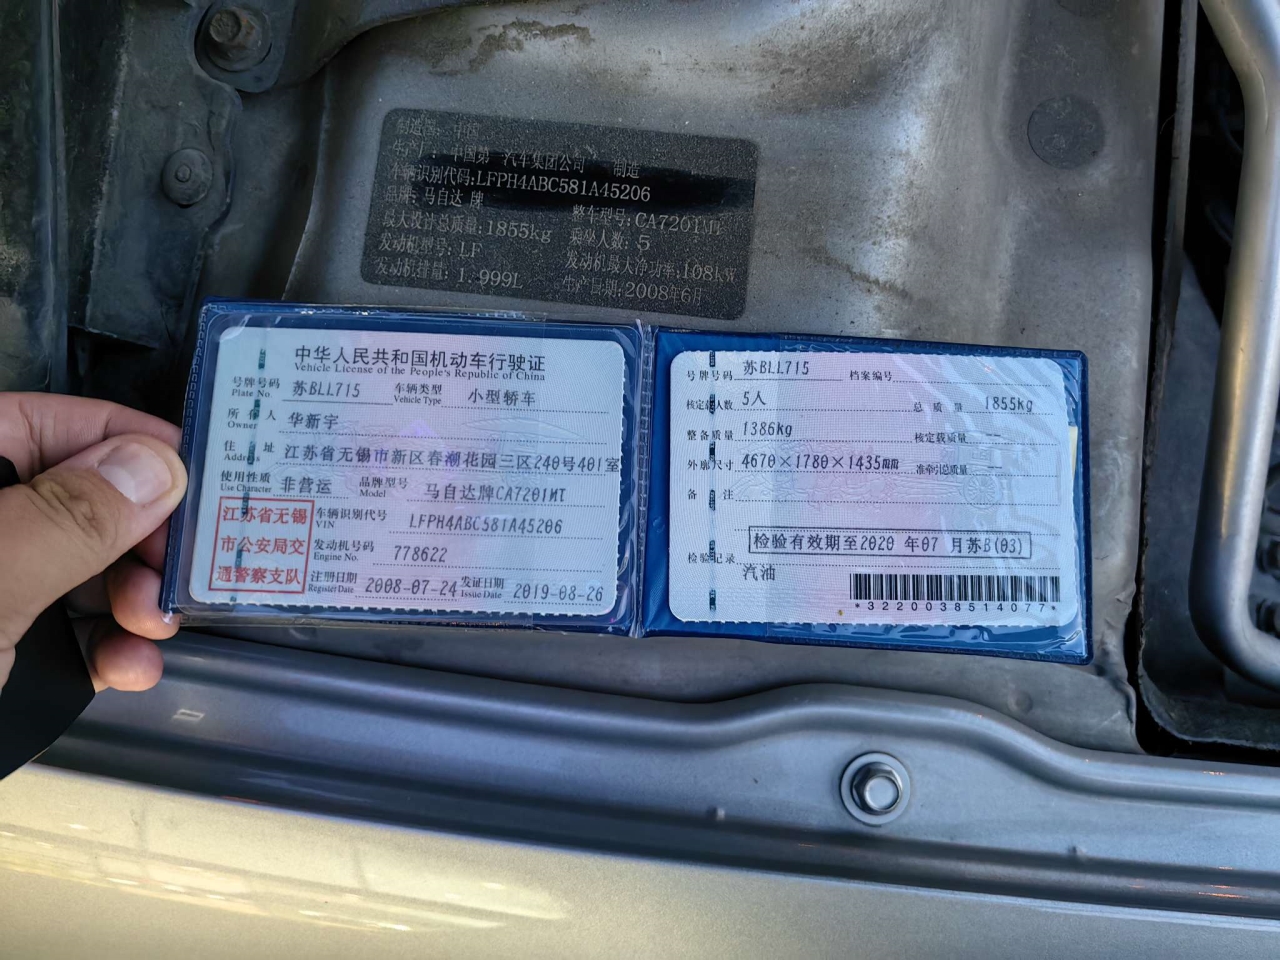 制造国: 中国
生产厂: 中国第一汽车集团公司 制造
车辆识别代码:LFPH4ABC581A45206
品牌: 马自达 牌 整车型号: CA7201MT
最大设计总质量:1855kg 乘坐人数: 5
发动机型号: LF 发动机最大净功率:108kW
发动机排量: 1.999L 生产日期:2008年6月
中华人民共和国机动车行驶证
Vehicle License of the People's Republic of China
号牌号码 苏BLL715 车辆类型 小型轿车
Plate No. Vehicle Type
所有人 华新宇
Owner
住址 江苏省无锡市新区春潮花园三区240号401室
Address
使用性质 非营运 品牌型号 马自达牌CA7201MT
Use Character Model
江苏省无锡
市公安局交
通警察支队
车辆识别代号 LFPH4ABC581A45206
VIN
发动机号码 778622
Engine No.
注册日期 2008-07-24 发证日期 2019-08-26
Register Date Issue Date
号牌号码 苏BLL715 档案编号
核定载人数 5人 总质量 1855kg
整备质量 1386kg 核定载质量 ——
外廓尺寸 4670×1780×1435mm 准牵引总质量 ——
备注
检验有效期至2020 年07 月苏B(03)
检验记录
汽油
*3220038514077*